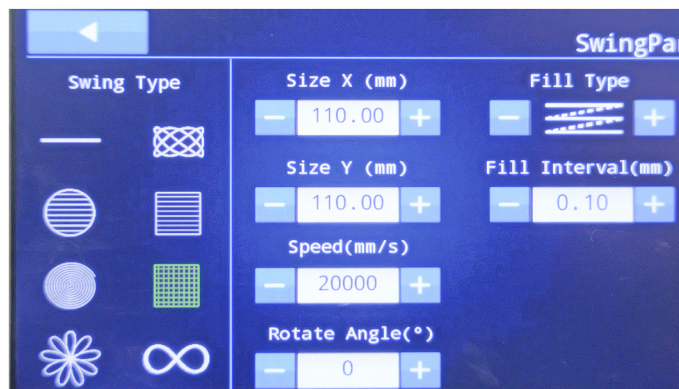 SwingPa
Swing Type
Size X (mm)
110.00
Size Y (mm)
110.00
Speed(mm/s)
20000
Rotate Angle(°)
0
Fill Type
Fill Interval(mm)
0.10